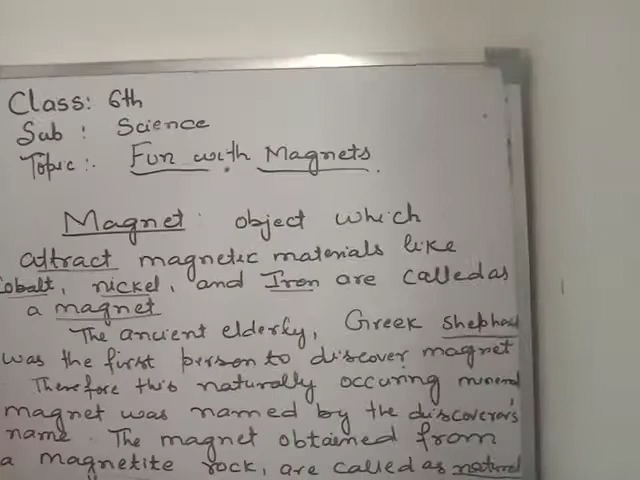 Class: 6th
Sub : Science
Topic:. Fun with Magnets.
Magnet: object which
attract magnetic materials like
cobalt, nickel, and Iron are called as
a magnet
The ancient elderly, Greek shephard
was the first person to discover magnet
Therefore this naturally occuring mineral
magnet was named by the discoverer's
name. The magnet obtained from
a magnetite rock, are called as natural